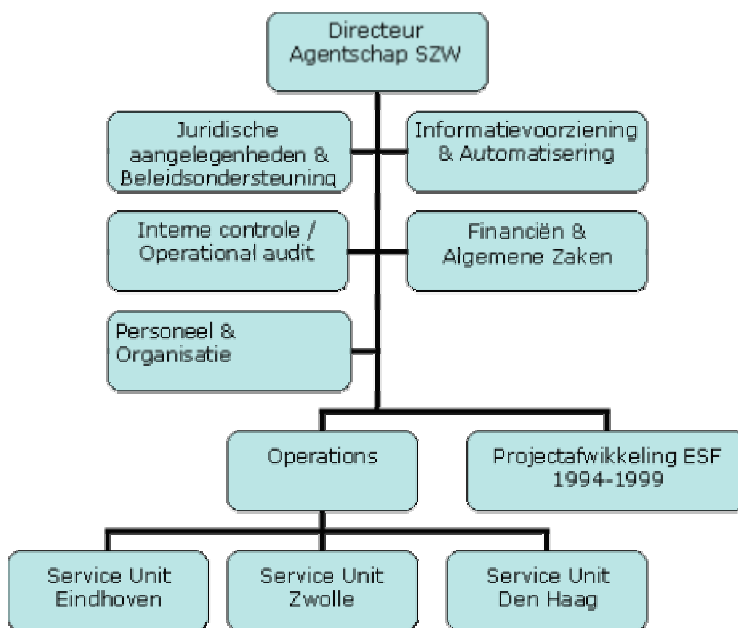 Directeur
Agentschap SZW
Juridische
aangelegenheden &
Beleidsondersteuning
Informatievoorziening
& Automatisering
Interne controle /
Operational audit
Financiën &
Algemene Zaken
Personeel &
Organisatie
Operations
Projectafwikkeling ESF
1994-1999
Service Unit
Eindhoven
Service Unit
Zwolle
Service Unit
Den Haag